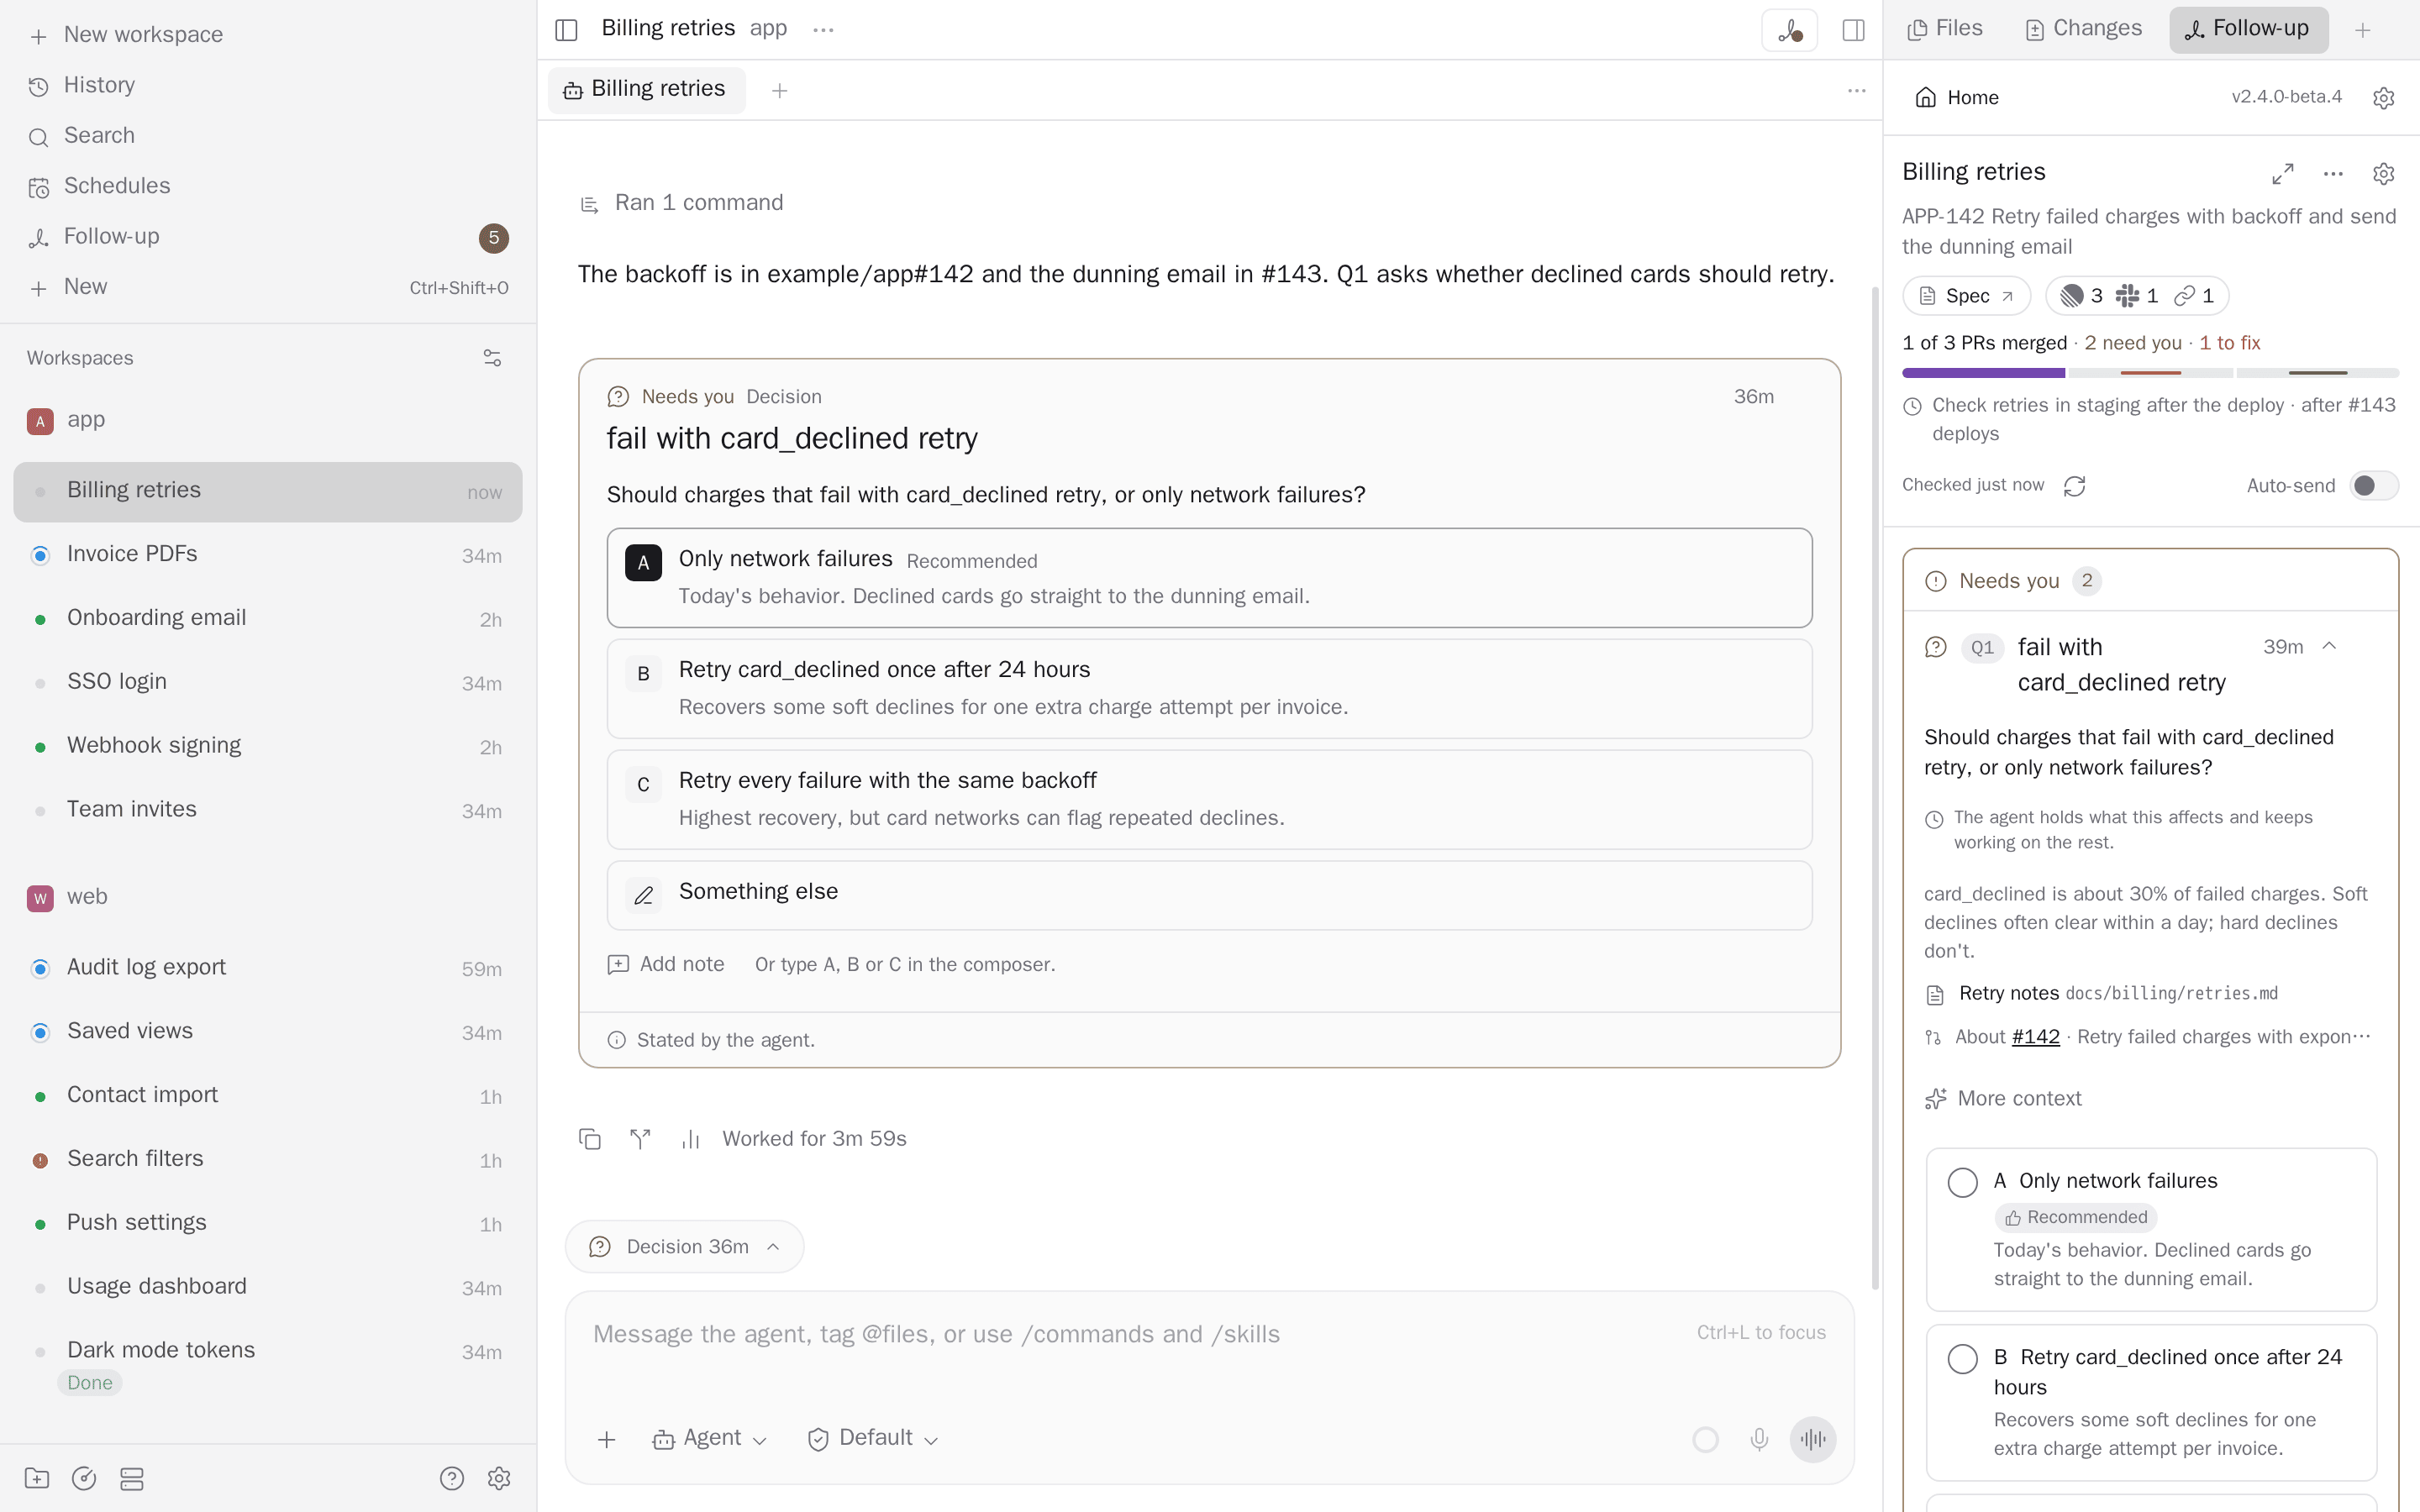 New workspace
History
Search
Schedules
Follow-up 5
New Ctrl+Shift+O
Workspaces
A app
Billing retries now
Invoice PDFs 34m
Onboarding email 2h
SSO login 34m
Webhook signing 2h
Team invites 34m
W web
Audit log export 59m
Saved views 34m
Contact import 1h
Search filters 1h
Push settings 1h
Usage dashboard 34m
Dark mode tokens 34m
Done
Billing retries app
Billing retries
Ran 1 command
The backoff is in example/app#142 and the dunning email in #143. Q1 asks whether declined cards should retry.
Needs you Decision 36m
fail with card_declined retry
Should charges that fail with card_declined retry, or only network failures?
A Only network failures Recommended
Today's behavior. Declined cards go straight to the dunning email.
B Retry card_declined once after 24 hours
Recovers some soft declines for one extra charge attempt per invoice.
C Retry every failure with the same backoff
Highest recovery, but card networks can flag repeated declines.
Something else
Add note Or type A, B or C in the composer.
Stated by the agent.
Worked for 3m 59s
Decision 36m
Message the agent, tag @files, or use /commands and /skills Ctrl+L to focus
Agent Default
Files Changes Follow-up
Home v2.4.0-beta.4
Billing retries
APP-142 Retry failed charges with backoff and send
the dunning email
Spec 3 1 1
1 of 3 PRs merged · 2 need you · 1 to fix
Check retries in staging after the deploy · after #143
deploys
Checked just now Auto-send
Needs you 2
Q1 fail with 39m
card_declined retry
Should charges that fail with card_declined
retry, or only network failures?
The agent holds what this affects and keeps
working on the rest.
card_declined is about 30% of failed charges. Soft
declines often clear within a day; hard declines
don't.
Retry notes docs/billing/retries.md
About #142 · Retry failed charges with expon...
More context
A Only network failures
Recommended
Today's behavior. Declined cards go
straight to the dunning email.
B Retry card_declined once after 24
hours
Recovers some soft declines for one
extra charge attempt per invoice.